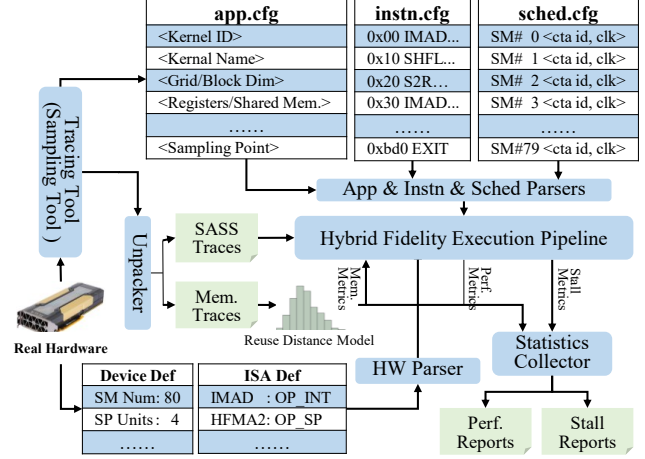 app.cfg
<Kernel ID>
<Kernal Name>
<Grid/Block Dim>
<Registers/Shared Mem.>
......
<Sampling Point>
instn.cfg
0x00 IMAD...
0x10 SHFL...
0x20 S2R...
0x30 IMAD...
......
0xbd0 EXIT
sched.cfg
SM# 0 <cta id, clk>
SM# 1 <cta id, clk>
SM# 2 <cta id, clk>
SM# 3 <cta id, clk>
......
SM#79 <cta id, clk>
Tracing Tool
(Sampling Tool)
App & Instn & Sched Parsers
Unpacker
SASS
Traces
Hybrid Fidelity Execution Pipeline
Mem.
Traces
Reuse Distance Model
Mem.
Metrics
Perf.
Metrics
Stall
Metrics
Real Hardware
Statistics
Collector
HW Parser
Device Def
SM Num: 80
SP Units: 4
......
ISA Def
IMAD : OP_INT
HFMA2: OP_SP
......
Perf.
Reports
Stall
Reports